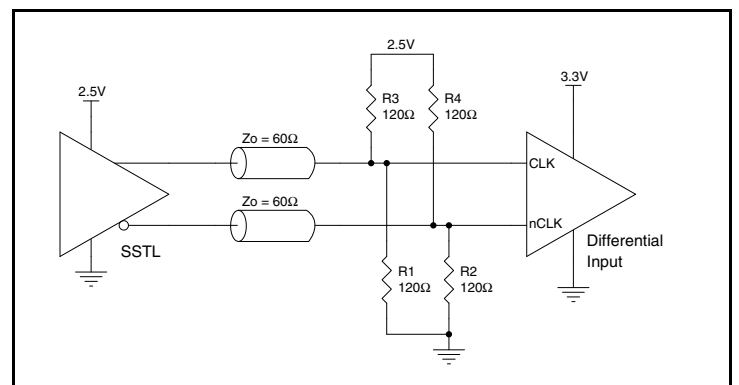 2.5V
3.3V
2.5V
R3
120Ω
R4
120Ω
Zo = 60Ω
CLK
Zo = 60Ω
nCLK
SSTL
Differential
Input
R1
120Ω
R2
120Ω